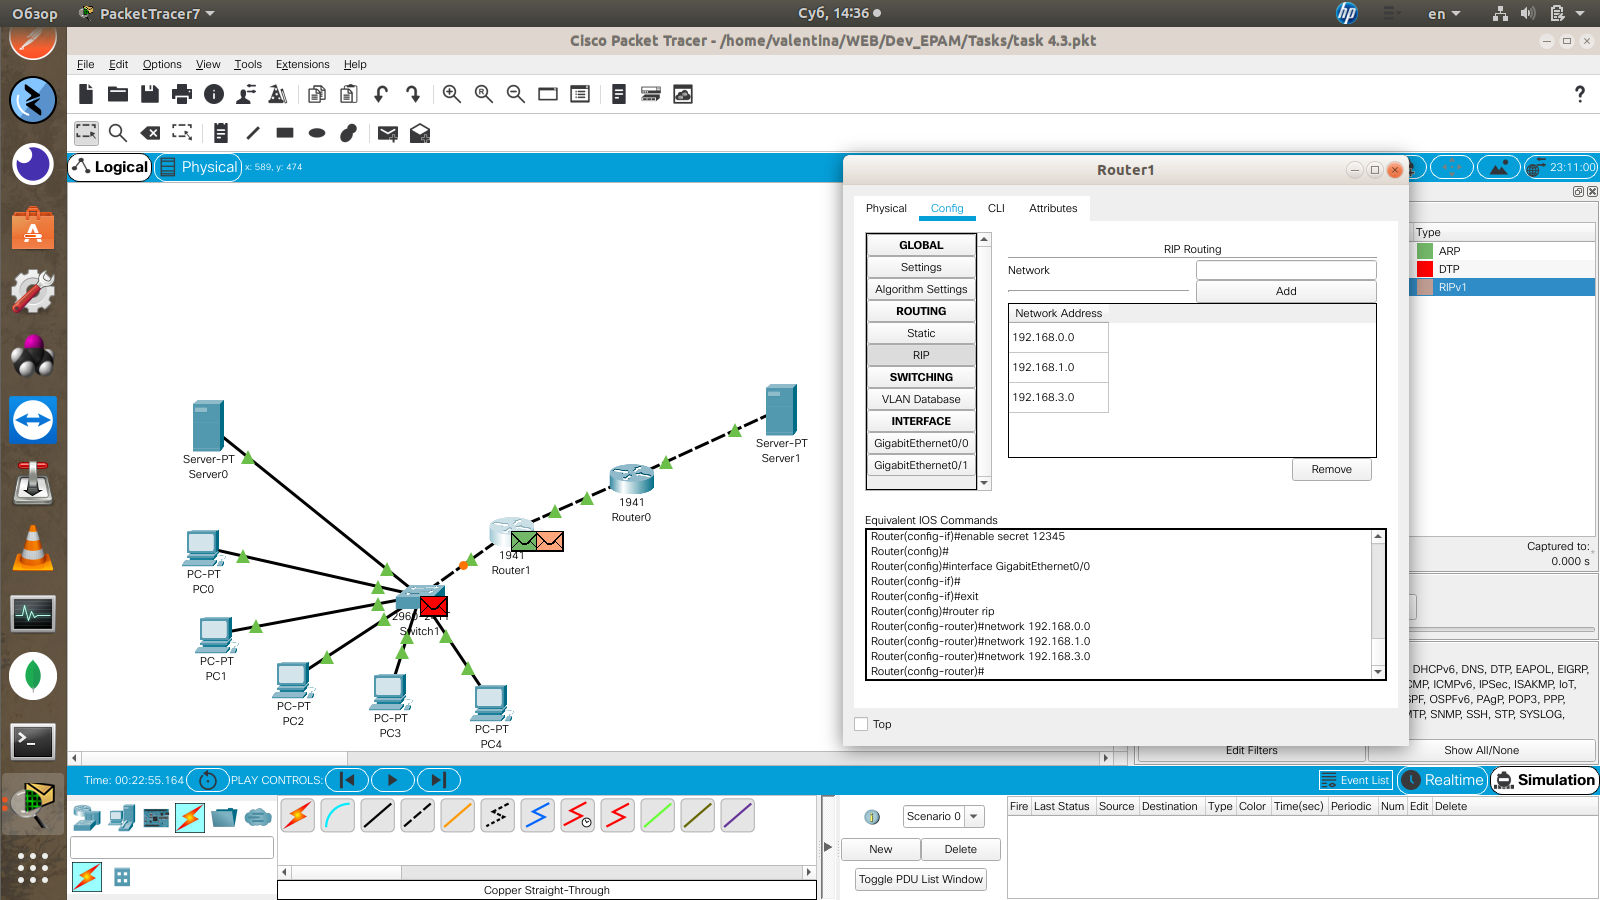 Обзор
PacketTracer7
Суб, 14:36
en
Cisco Packet Tracer - /home/valentina/WEB/Dev_EPAM/Tasks/task 4.3.pkt
File Edit Options View Tools Extensions Help
?
Logical
Physical
x: 589, y: 474
23:11:00
Router1
Physical Config CLI Attributes
GLOBAL
Settings
Algorithm Settings
ROUTING
Static
RIP
SWITCHING
VLAN Database
INTERFACE
GigabitEthernet0/0
GigabitEthernet0/1
RIP Routing
Network
Add
Network Address
192.168.0.0
192.168.1.0
192.168.3.0
Remove
Equivalent IOS Commands
Router(config-if)#enable secret 12345
Router(config)#
Router(config)#interface GigabitEthernet0/0
Router(config-if)#
Router(config-if)#exit
Router(config)#router rip
Router(config-router)#network 192.168.0.0
Router(config-router)#network 192.168.1.0
Router(config-router)#network 192.168.3.0
Router(config-router)#
Top
Type
ARP
DTP
RIPv1
Captured to:
0.000 s
DHCPv6, DNS, DTP, EAPOL, EIGRP,
ICMPv6, IPSec, ISAKMP, IoT,
OSPFv6, PAgP, POP3, PPP,
SNMP, SSH, STP, SYSLOG,
Edit Filters
Show All/None
Server-PT
Server0
PC-PT
PC0
PC-PT
PC1
PC-PT
PC2
PC-PT
PC3
PC-PT
PC4
Switch1
1941
Router1
1941
Router0
Server-PT
Server1
Time: 00:22:55.164
PLAY CONTROLS:
Event List
Realtime
Simulation
Copper Straight-Through
Scenario 0
New
Delete
Toggle PDU List Window
Fire Last Status Source Destination Type Color Time(sec) Periodic Num Edit Delete